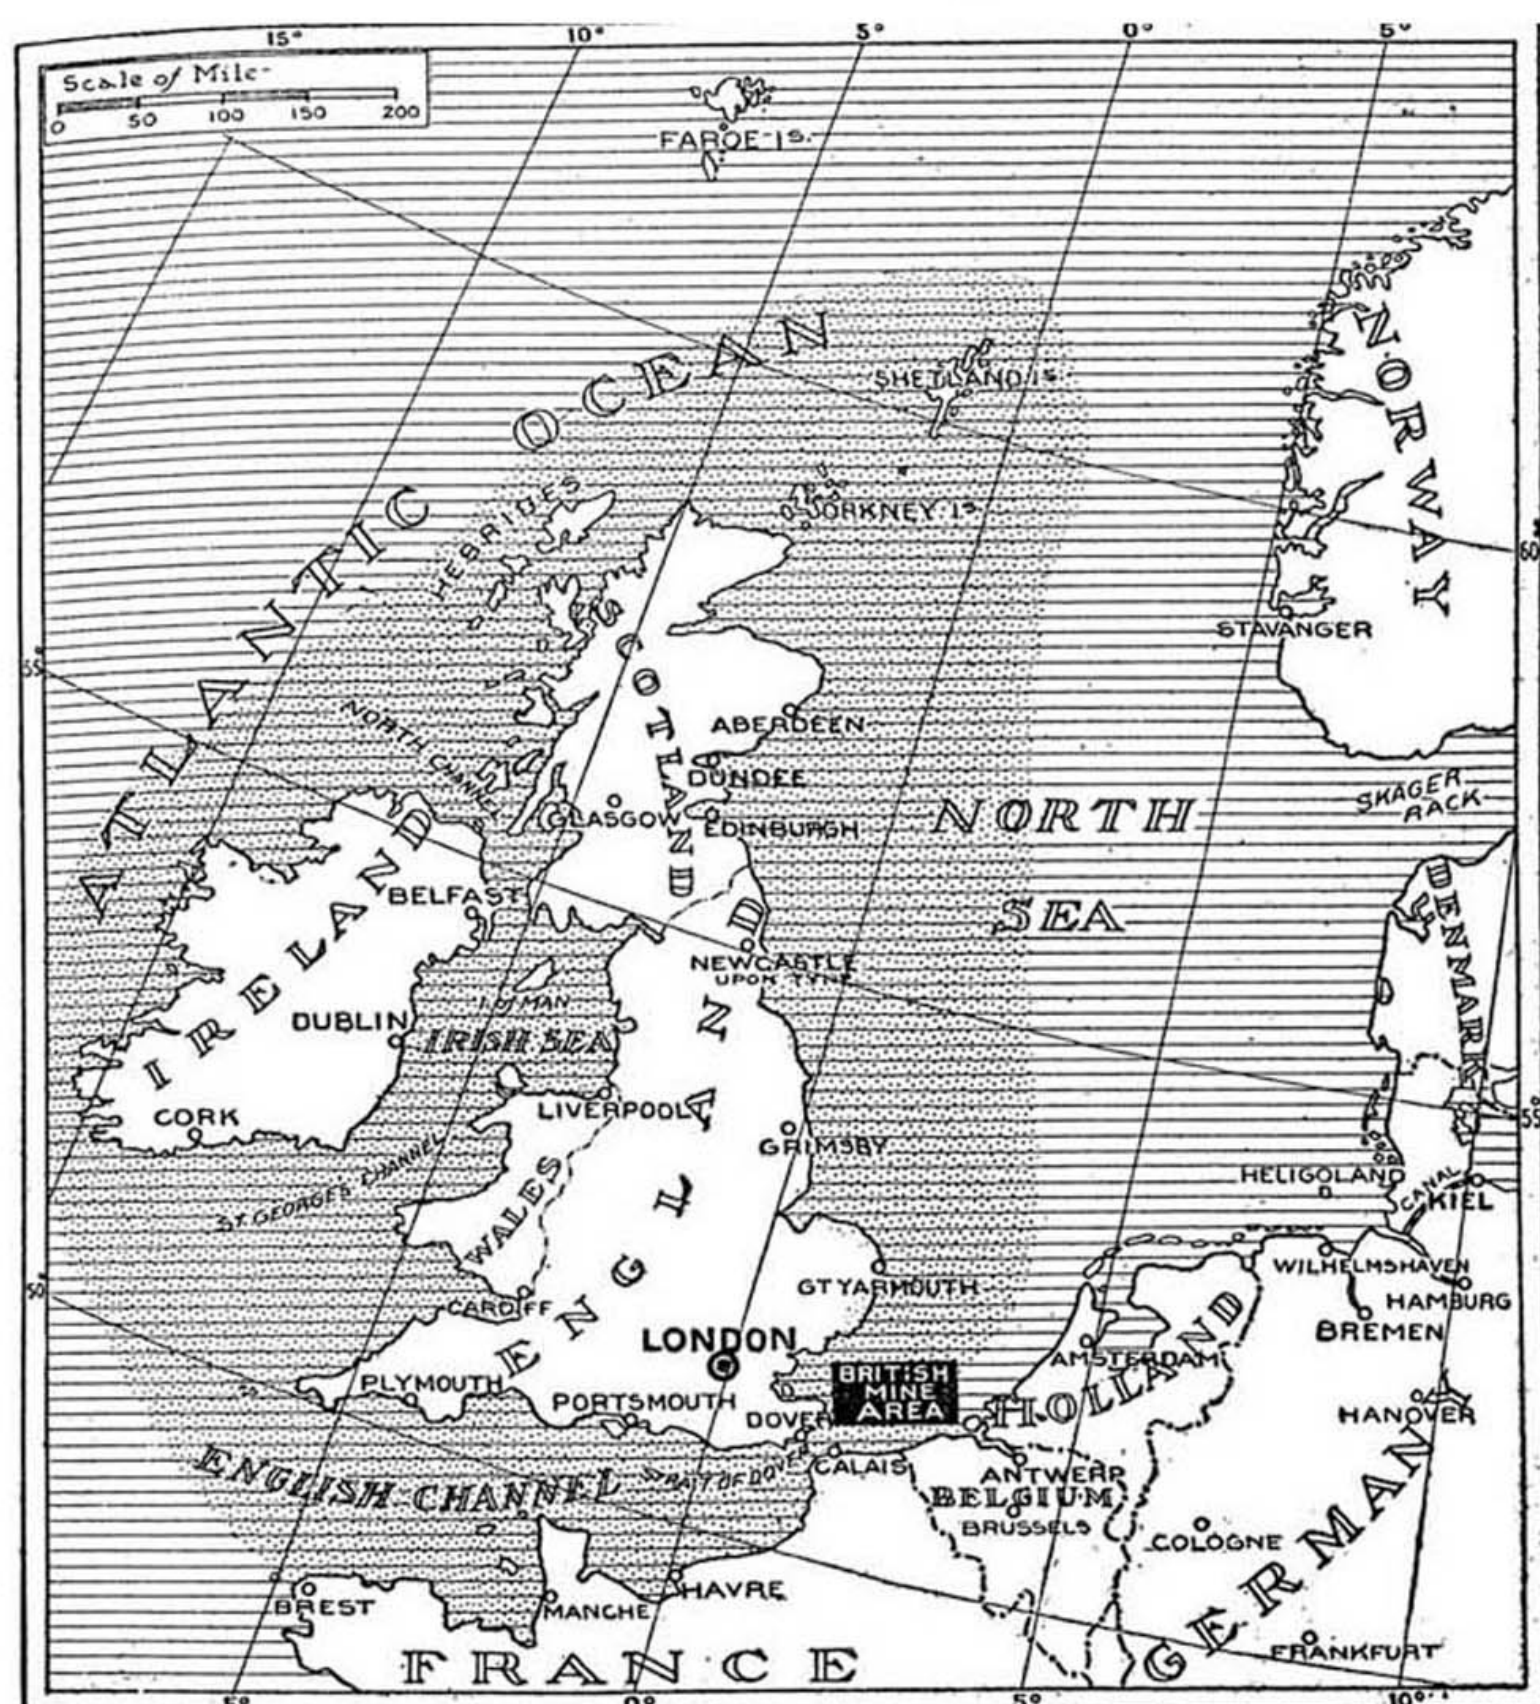 15° 10° 5° 0° 5°
Scale of Mile
0 50 100 150 200
FAROE IS.
ATLANTIC OCEAN
SHETLAND IS
NORWAY
HEBRIDES
ORKNEY IS
60
STAVANGER
55°
SCOTLAND
NORTH CHANNEL
ABERDEEN
DUNDEE
GLASGOW
EDINBURGH
NORTH
SEA
SKAGER
RACK
IRELAND
BELFAST
DENMARK
NEWCASTLE
UPON TYNE
I. of MAN
DUBLIN
IRISH SEA
ENGLAND
CORK
LIVERPOOL
GRIMSBY
55
ST. GEORGES CHANNEL
WALES
HELIGOLAND
CANAL
KIEL
50
CARDIFF
GT YARMOUTH
WILHELMSHAVEN
HAMBURG
BREMEN
LONDON
AMSTERDAM
HOLLAND
BRITISH
MINE
AREA
PLYMOUTH
PORTSMOUTH
DOVER
HANOVER
ENGLISH CHANNEL
STRAIT OF DOVER
CALAIS
ANTWERP
BELGIUM
BRUSSELS
COLOGNE
GERMANY
BREST
MANCHE
HAVRE
FRANCE
FRANKFURT
5° 0° 5° 10°